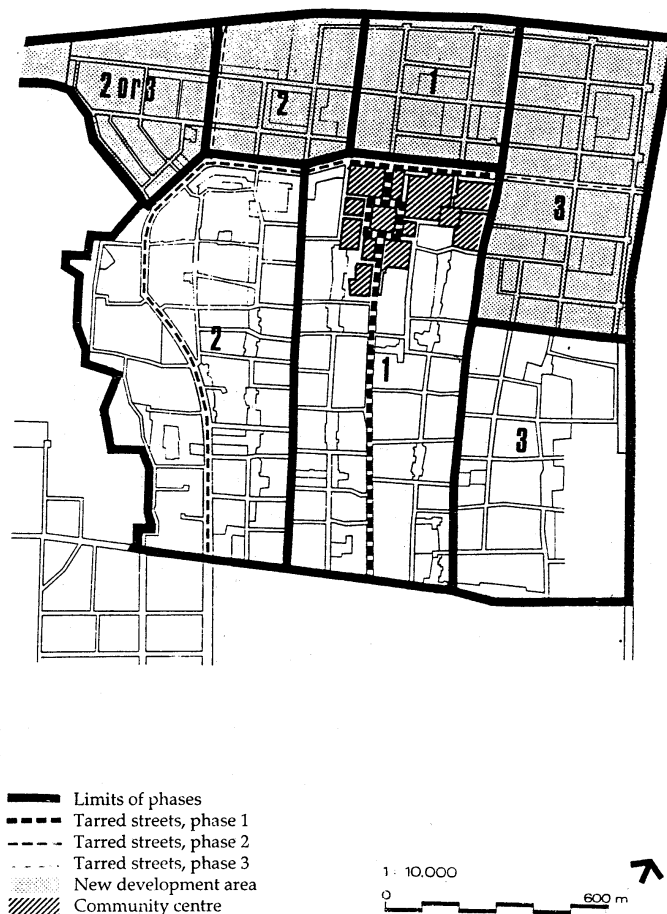 2 or 3
2
1
3
2
1
3
Limits of phases
Tarred streets, phase 1
Tarred streets, phase 2
Tarred streets, phase 3
New development area
Community centre
1 : 10,000
0
600 m